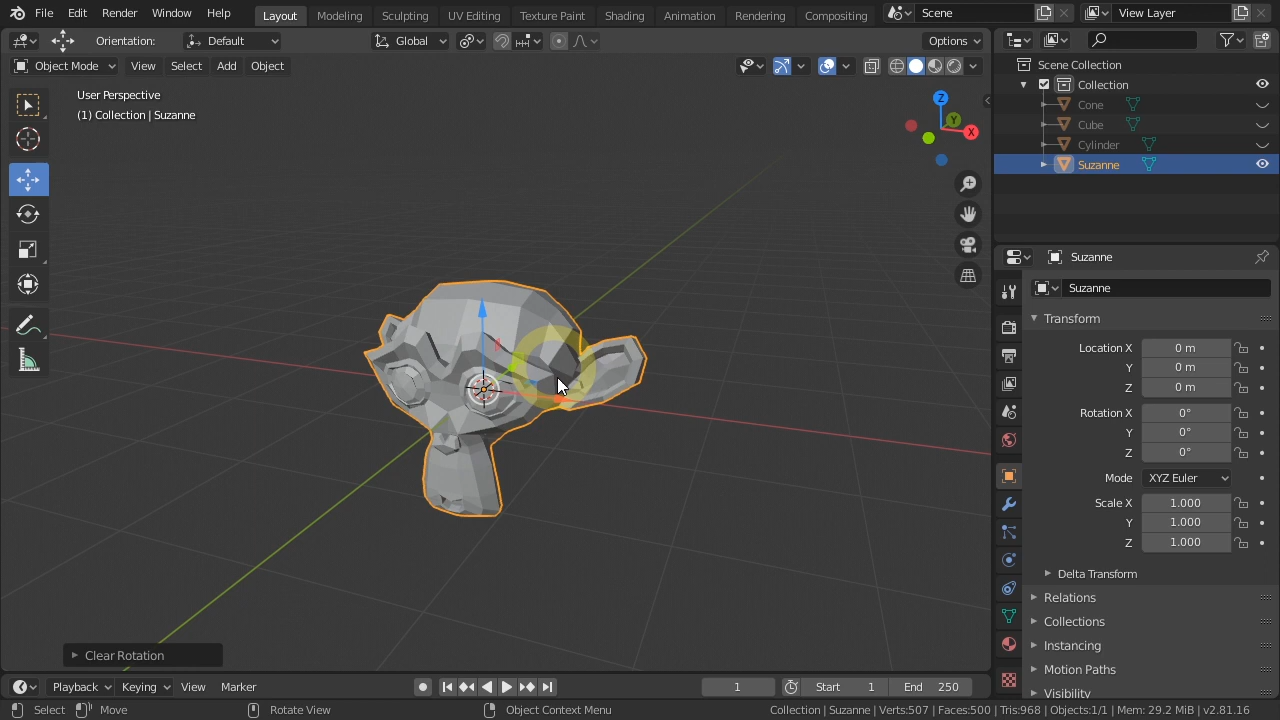 File Edit Render Window Help Layout Modeling Sculpting UV Editing Texture Paint Shading Animation Rendering Compositing Scene View Layer
Orientation: Default Global Options
Object Mode View Select Add Object
User Perspective
(1) Collection | Suzanne
Z
Y
X
Scene Collection
Collection
Cone
Cube
Cylinder
Suzanne
Suzanne
Suzanne
Transform
Location X 0 m
Y 0 m
Z 0 m
Rotation X 0°
Y 0°
Z 0°
Mode XYZ Euler
Scale X 1.000
Y 1.000
Z 1.000
Delta Transform
Relations
Collections
Instancing
Motion Paths
Visibility
Clear Rotation
Playback Keying View Marker 1 Start 1 End 250
Select Move Rotate View Object Context Menu Collection | Suzanne | Verts:507 | Faces:500 | Tris:968 | Objects:1/1 | Mem: 29.2 MiB | v2.81.16